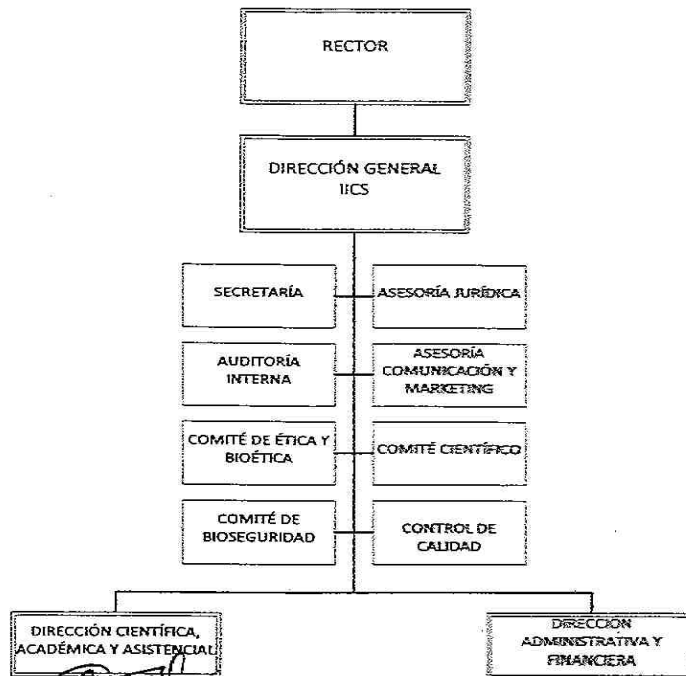 RECTOR
DIRECCIÓN GENERAL
IICS
SECRETARÍA
ASESORÍA JURÍDICA
AUDITORÍA
INTERNA
ASESORÍA
COMUNICACIÓN Y
MARKETING
COMITÉ DE ÉTICA Y
BIOÉTICA
COMITÉ CIENTÍFICO
COMITÉ DE
BIOSEGURIDAD
CONTROL DE
CALIDAD
DIRECCIÓN CIENTÍFICA,
ACADÉMICA Y ASISTENCIAL
DIRECCIÓN
ADMINISTRATIVA Y
FINANCIERA